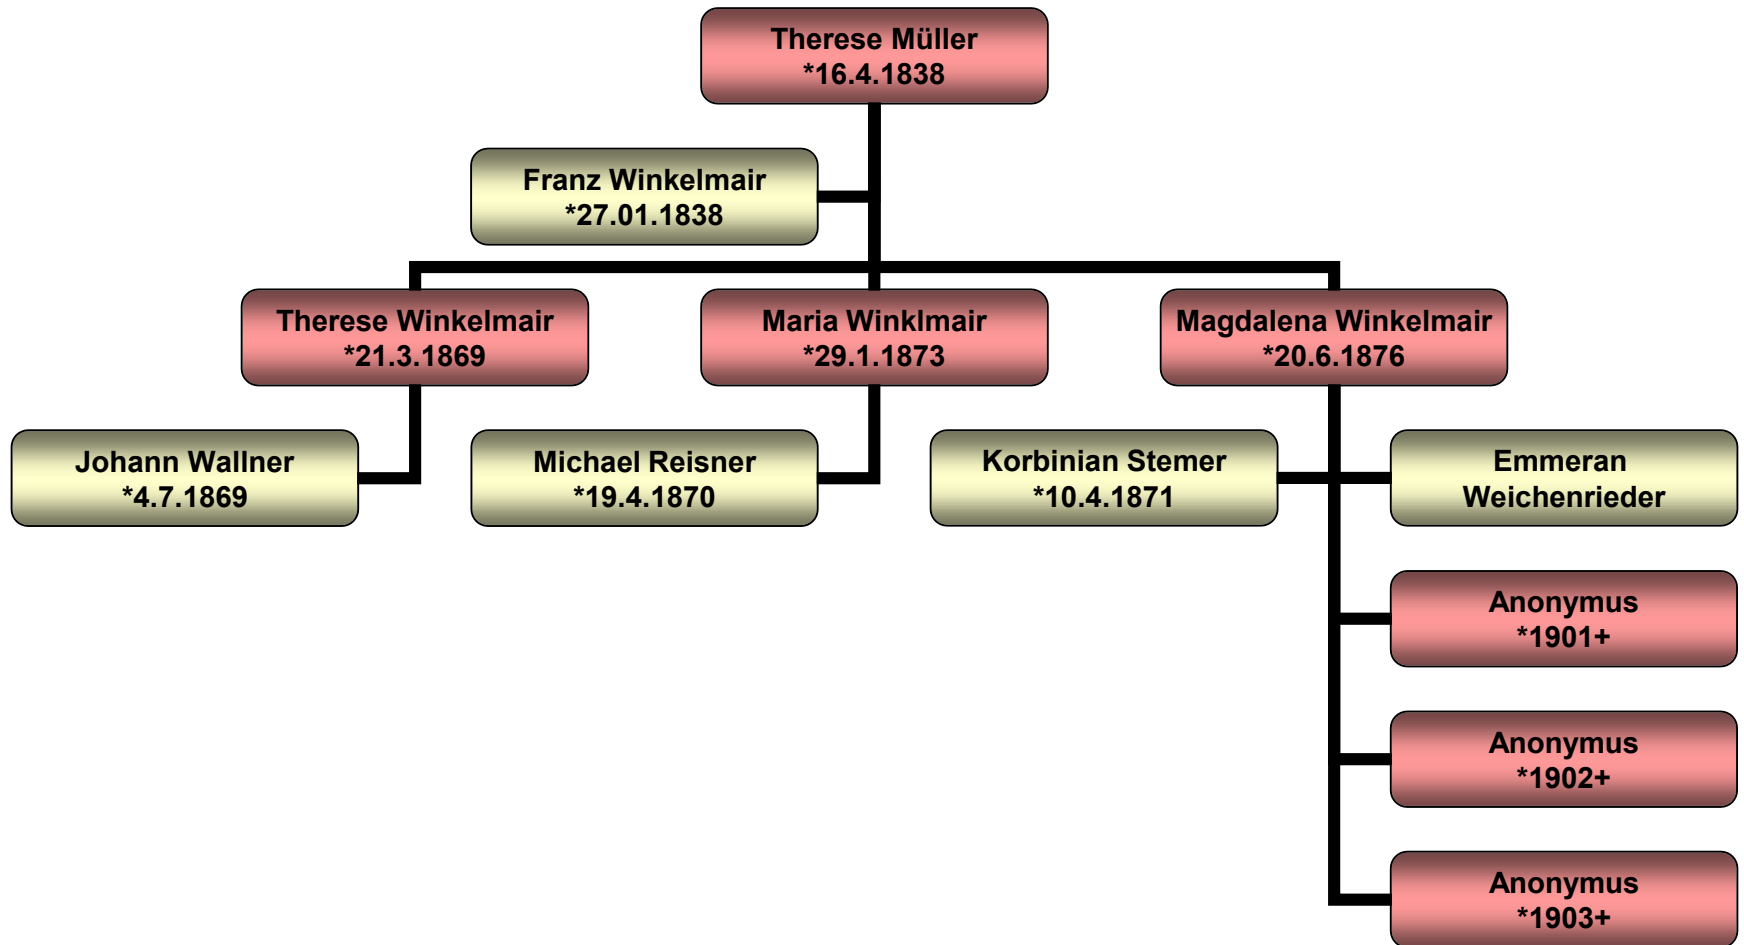 Therese Müller
*16.4.1838
Franz Winkelmair
*27.01.1838
Therese Winkelmair
*21.3.1869
Maria Winklmair
*29.1.1873
Magdalena Winkelmair
*20.6.1876
Johann Wallner
*4.7.1869
Michael Reisner
*19.4.1870
Korbinian Stemer
*10.4.1871
Emmeran
Weichenrieder
Anonymus
*1901+
Anonymus
*1902+
Anonymus
*1903+